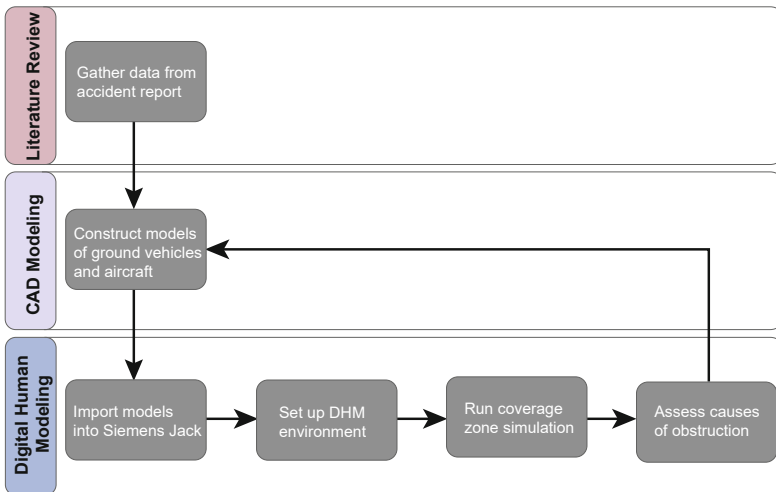 Literature Review
Gather data from
accident report
CAD Modeling
Construct models
of ground vehicles
and aircraft
Digital Human
Modeling
Import models
into Siemens Jack
Set up DHM
environment
Run coverage
zone simulation
Assess causes
of obstruction